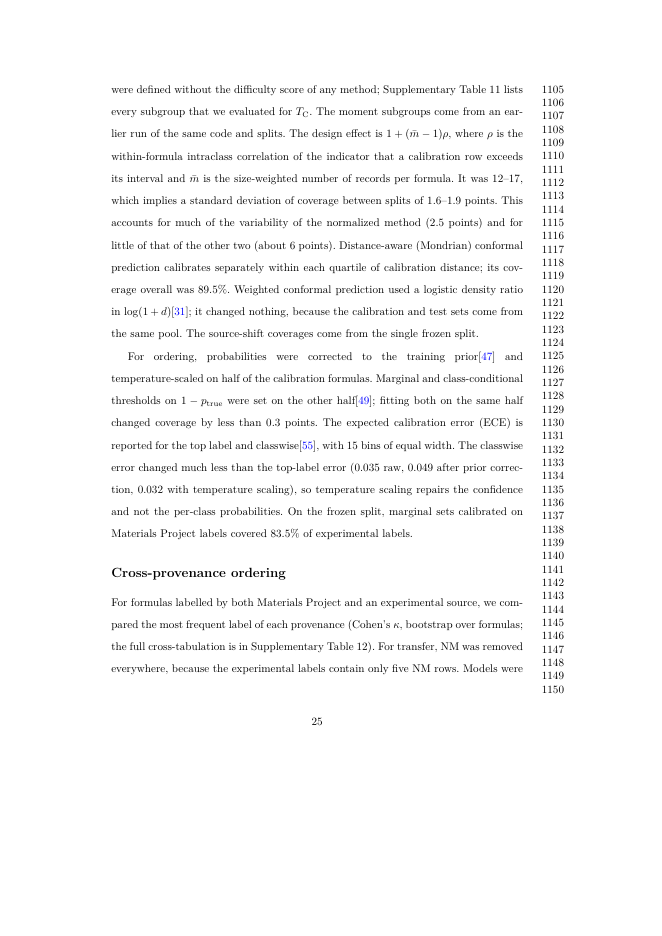 were defined without the difficulty score of any method; Supplementary Table 11 lists
every subgroup that we evaluated for T_C. The moment subgroups come from an ear-
lier run of the same code and splits. The design effect is 1 + (m̄ − 1)ρ, where ρ is the
within-formula intraclass correlation of the indicator that a calibration row exceeds
its interval and m̄ is the size-weighted number of records per formula. It was 12–17,
which implies a standard deviation of coverage between splits of 1.6–1.9 points. This
accounts for much of the variability of the normalized method (2.5 points) and for
little of that of the other two (about 6 points). Distance-aware (Mondrian) conformal
prediction calibrates separately within each quartile of calibration distance; its cov-
erage overall was 89.5%. Weighted conformal prediction used a logistic density ratio
in log(1 + d)[31]; it changed nothing, because the calibration and test sets come from
the same pool. The source-shift coverages come from the single frozen split.
For ordering, probabilities were corrected to the training prior[47] and
temperature-scaled on half of the calibration formulas. Marginal and class-conditional
thresholds on 1 − p_true were set on the other half[49]; fitting both on the same half
changed coverage by less than 0.3 points. The expected calibration error (ECE) is
reported for the top label and classwise[55], with 15 bins of equal width. The classwise
error changed much less than the top-label error (0.035 raw, 0.049 after prior correc-
tion, 0.032 with temperature scaling), so temperature scaling repairs the confidence
and not the per-class probabilities. On the frozen split, marginal sets calibrated on
Materials Project labels covered 83.5% of experimental labels.
Cross-provenance ordering
For formulas labelled by both Materials Project and an experimental source, we com-
pared the most frequent label of each provenance (Cohen's κ, bootstrap over formulas;
the full cross-tabulation is in Supplementary Table 12). For transfer, NM was removed
everywhere, because the experimental labels contain only five NM rows. Models were
25
1105
1106
1107
1108
1109
1110
1111
1112
1113
1114
1115
1116
1117
1118
1119
1120
1121
1122
1123
1124
1125
1126
1127
1128
1129
1130
1131
1132
1133
1134
1135
1136
1137
1138
1139
1140
1141
1142
1143
1144
1145
1146
1147
1148
1149
1150